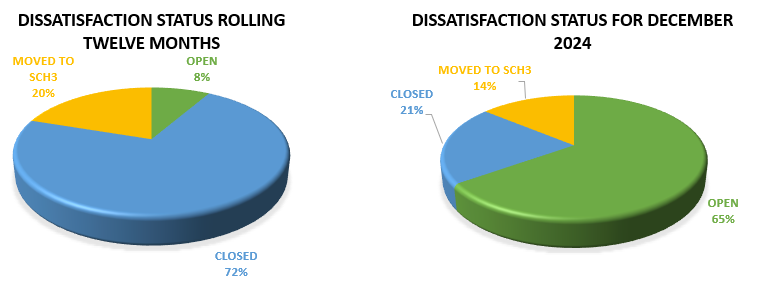 DISSATISFACTION STATUS ROLLING
TWELVE MONTHS
MOVED TO
SCH3
20%
OPEN
8%
CLOSED
72%
DISSATISFACTION STATUS FOR DECEMBER
2024
MOVED TO SCH3
14%
CLOSED
21%
OPEN
65%